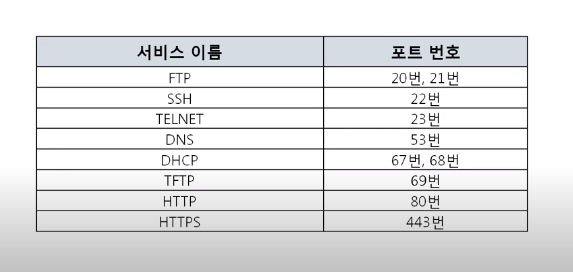 서비스 이름 포트 번호
FTP 20번, 21번
SSH 22번
TELNET 23번
DNS 53번
DHCP 67번, 68번
TFTP 69번
HTTP 80번
HTTPS 443번